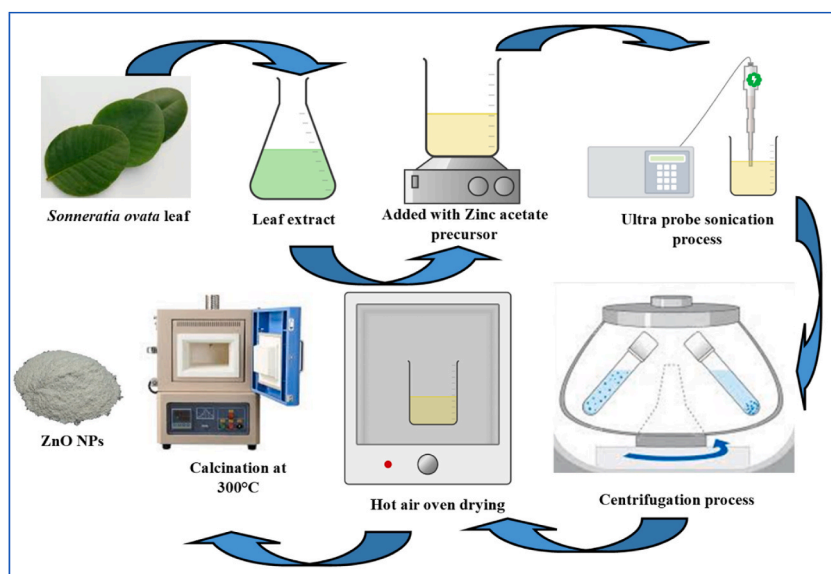 Sonneratia ovata leaf
Leaf extract
Added with Zinc acetate
precursor
Ultra probe sonication
process
ZnO NPs
Calcination at
300°C
Hot air oven drying
Centrifugation process